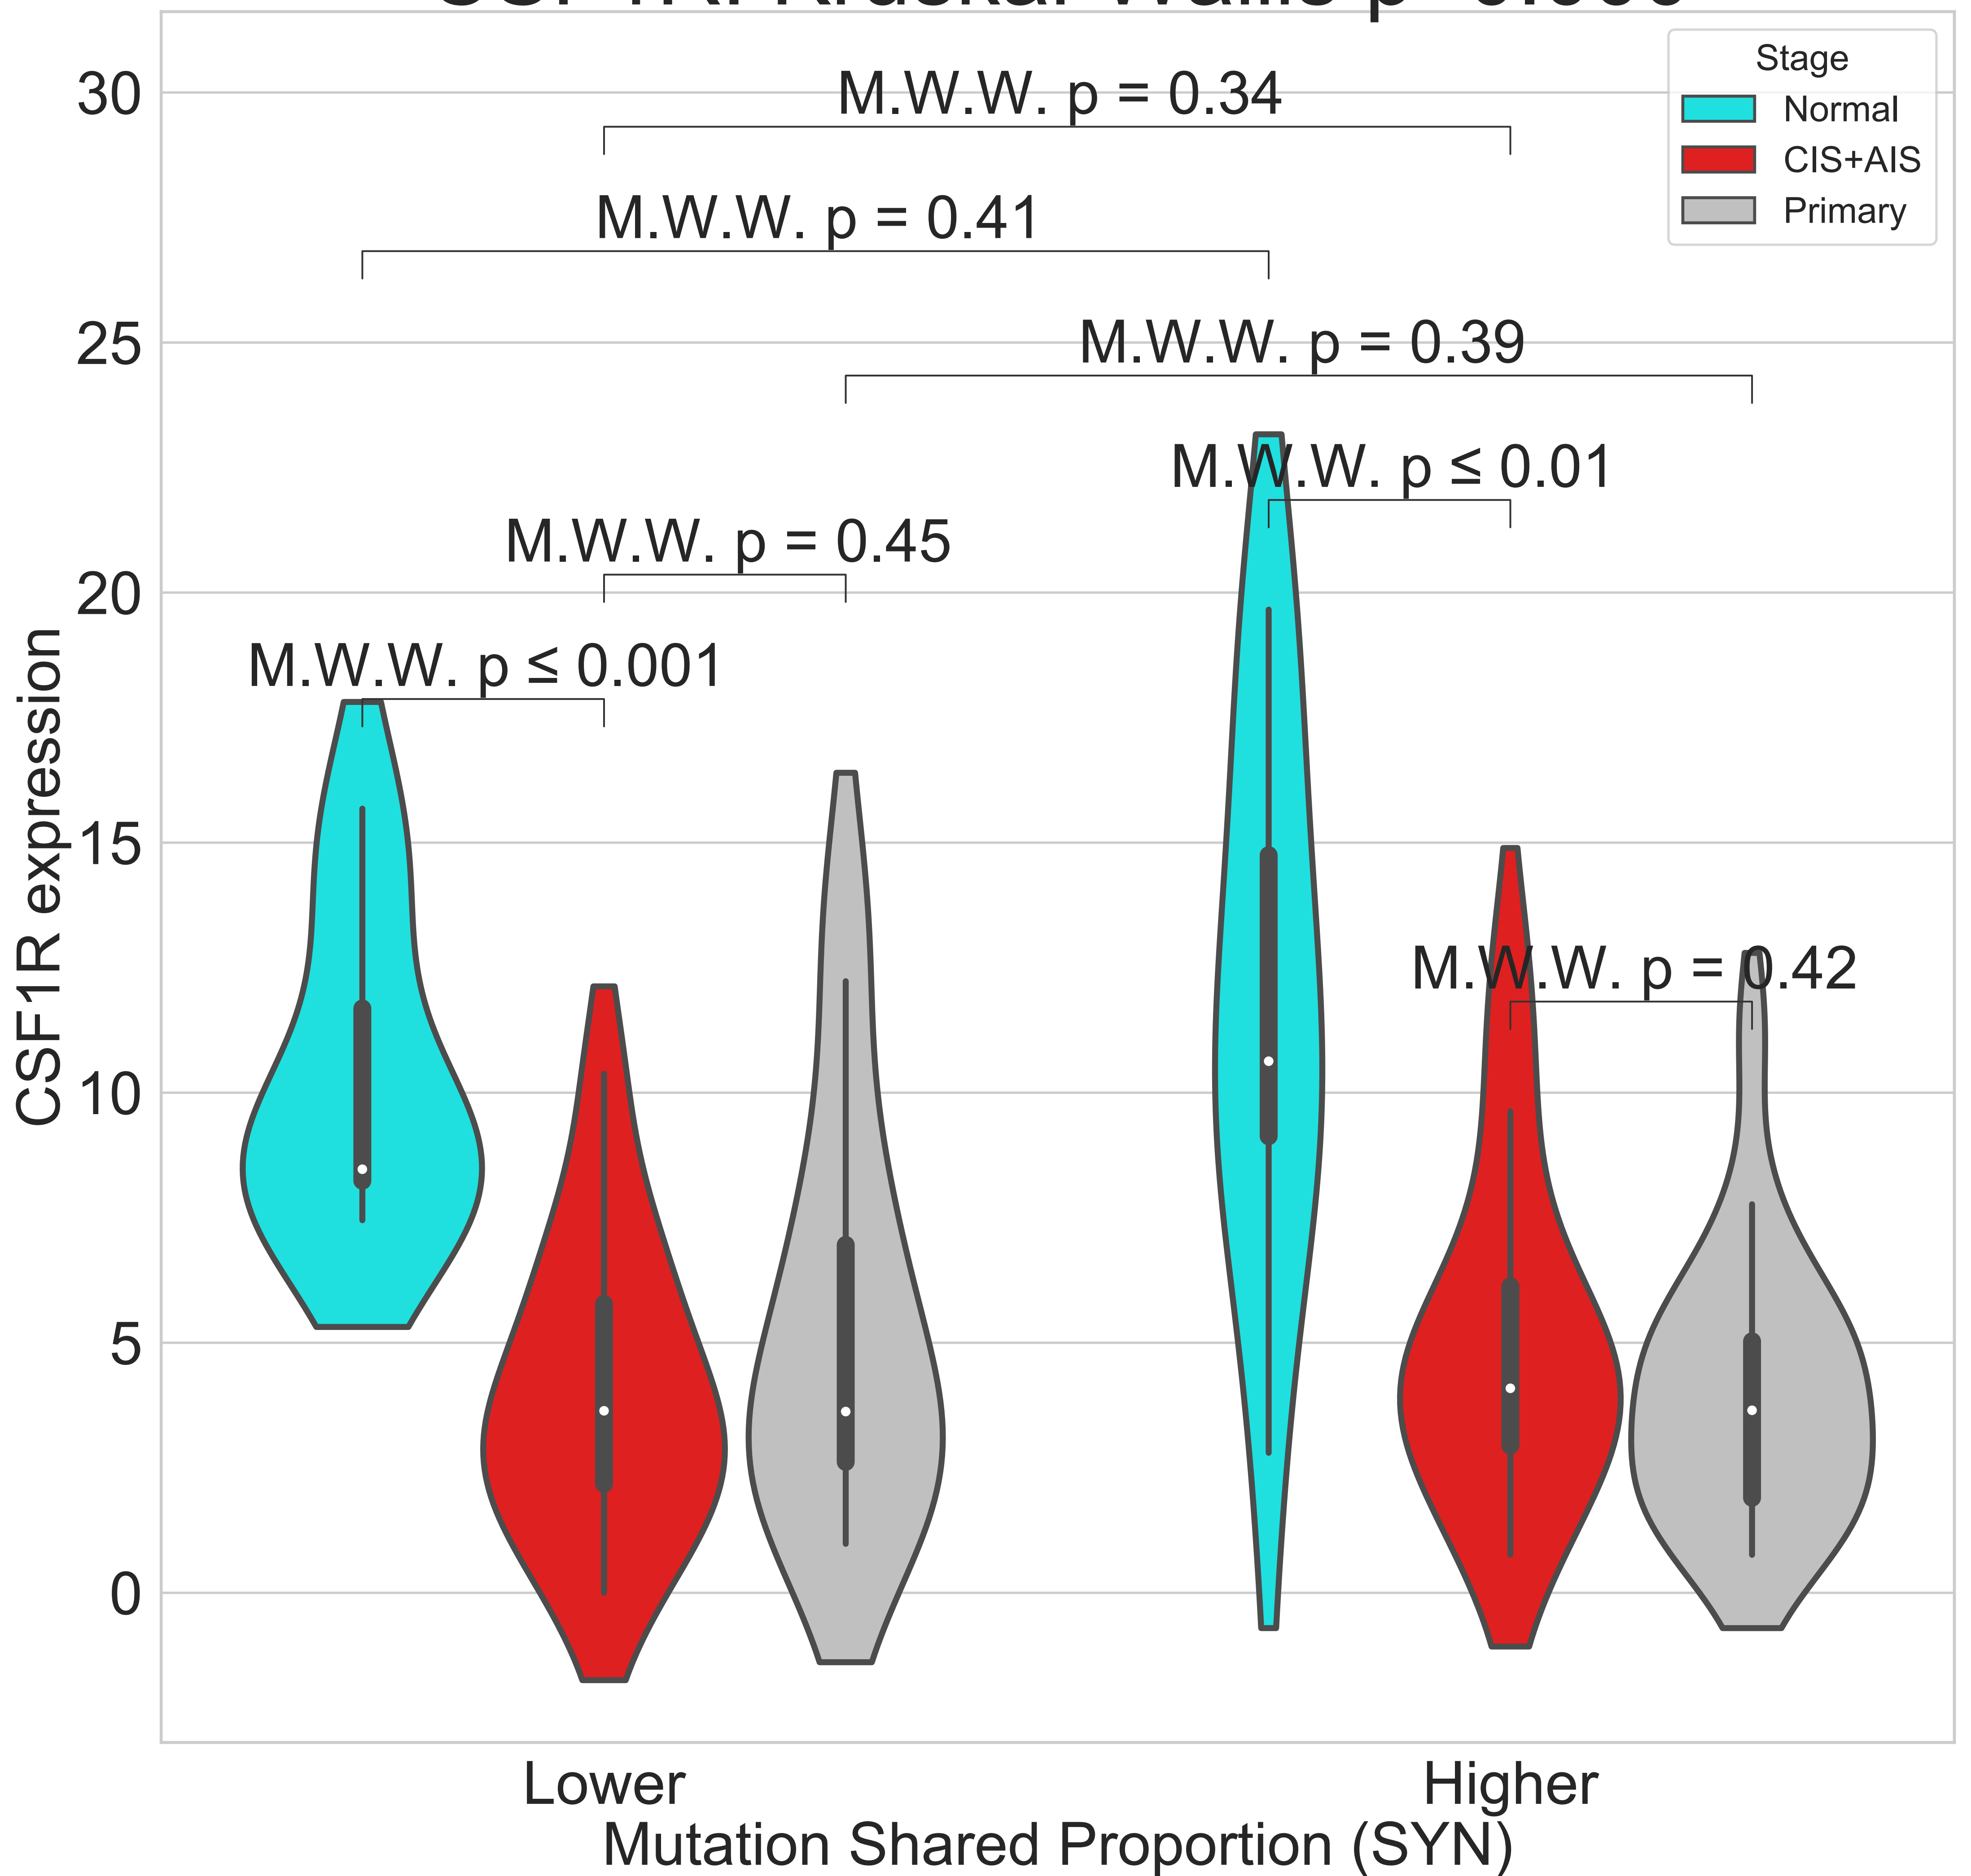 Stage
Normal
CIS+AIS
Primary
M.W.W. p = 0.34
M.W.W. p = 0.41
M.W.W. p = 0.39
M.W.W. p ≤ 0.01
M.W.W. p = 0.45
M.W.W. p ≤ 0.001
M.W.W. p = 0.42
30
25
20
15
10
5
0
CSF1R expression
Lower
Higher
Mutation Shared Proportion (SYN)